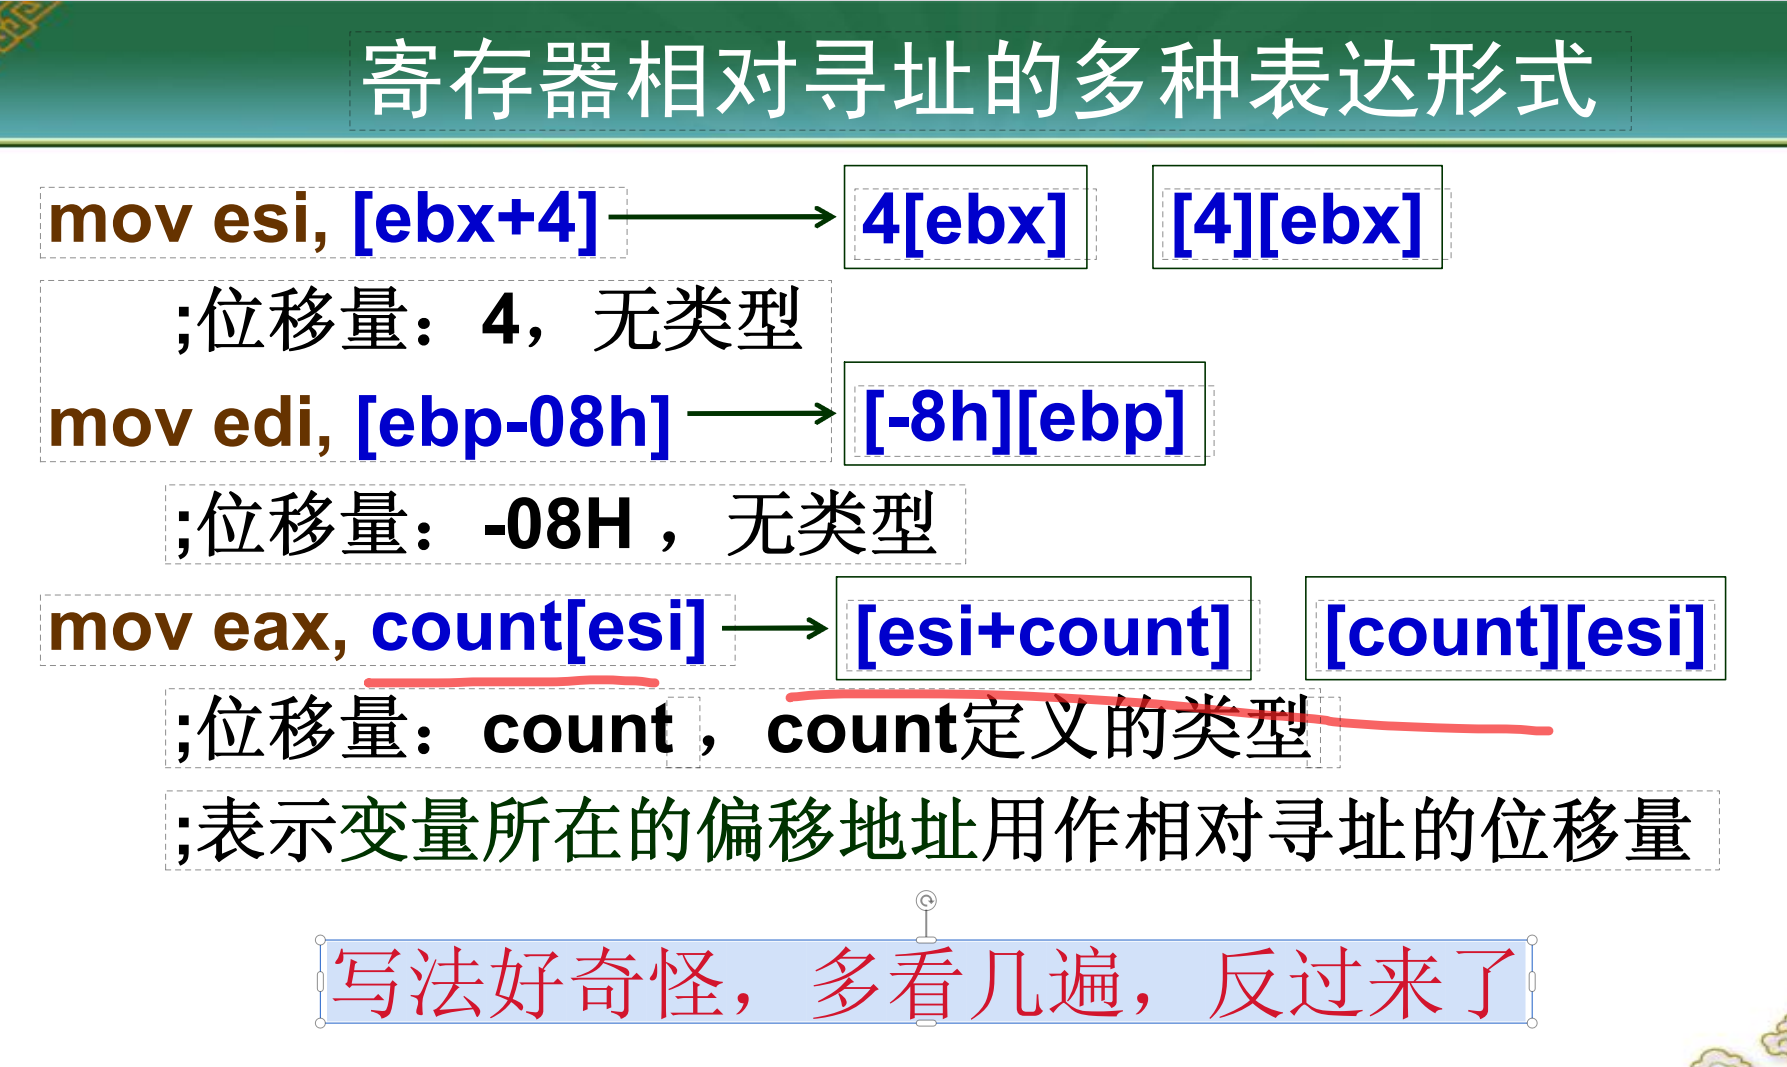 寄存器相对寻址的多种表达形式
mov esi, [ebx+4] 4[ebx] [4][ebx]
;位移量：4，无类型
mov edi, [ebp-08h] [-8h][ebp]
;位移量：-08H ，无类型
mov eax, count[esi] [esi+count] [count][esi]
;位移量：count ，count定义的类型
;表示变量所在的偏移地址用作相对寻址的位移量
写法好奇怪，多看几遍，反过来了